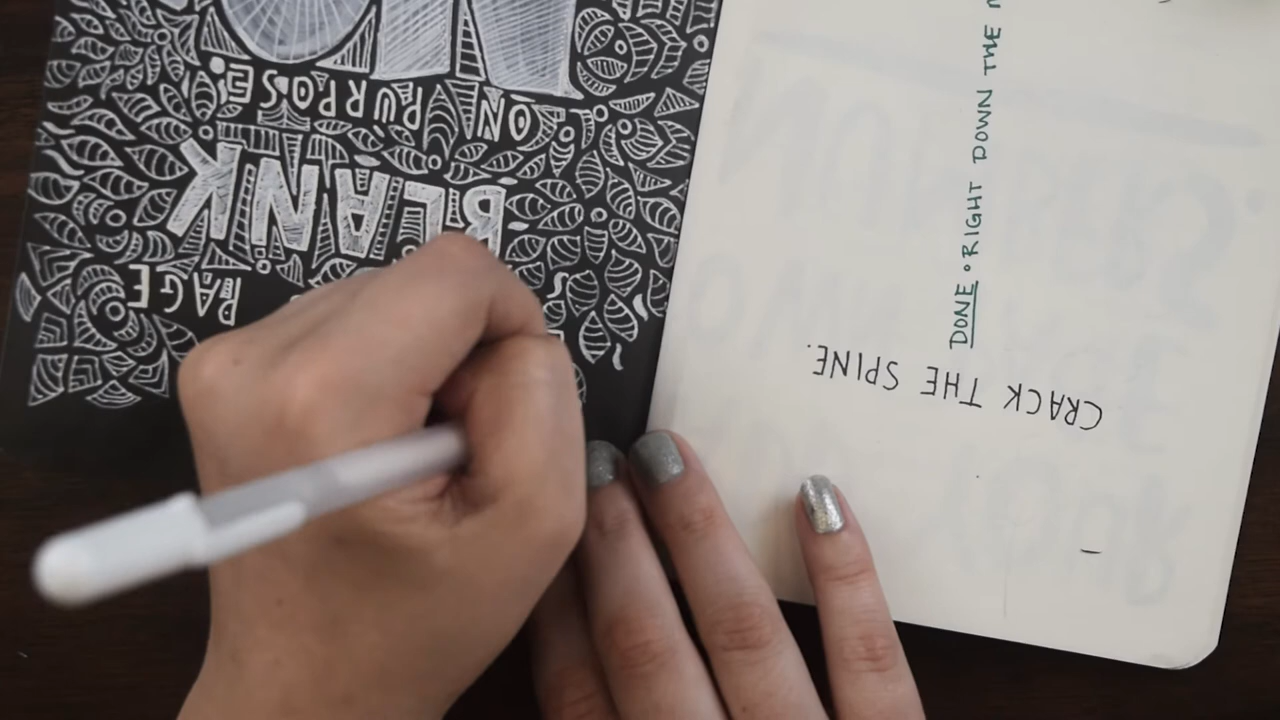 PAGE
BLANK
ON PURPOSE
CRACK THE SPINE.
DONE • RIGHT DOWN THE